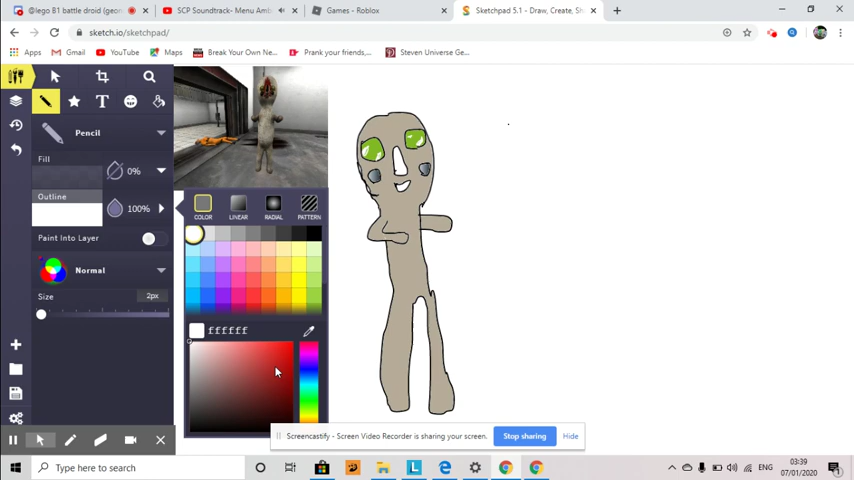 @lego B1 battle droid (geon
SCP Soundtrack- Menu Amb
Games - Roblox
Sketchpad 5.1 - Draw, Create, Sh
sketch.io/sketchpad/
Apps
Gmail
YouTube
Maps
Break Your Own Ne...
Prank your friends,...
Steven Universe Ge...
Pencil
Fill
0%
Outline
100%
COLOR
LINEAR
RADIAL
PATTERN
Paint Into Layer
Normal
Size
2px
ffffff
Screencastify - Screen Video Recorder is sharing your screen.
Stop sharing
Hide
Type here to search
ENG
03:39
07/01/2020